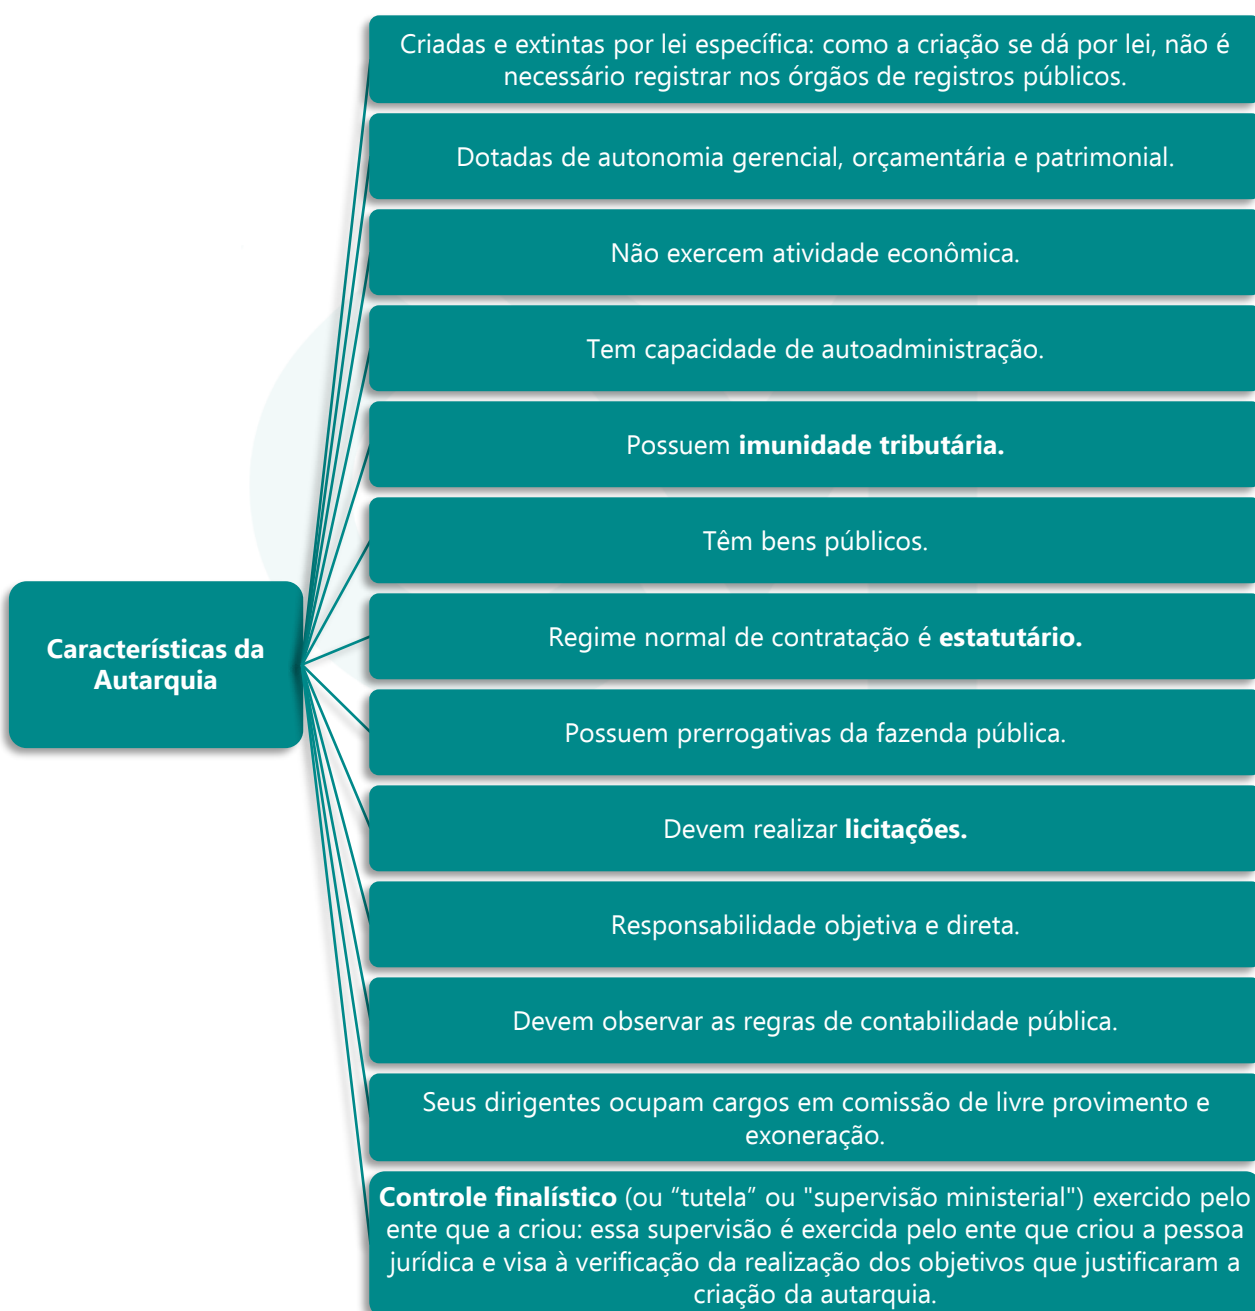 Criadas e extintas por lei específica: como a criação se dá por lei, não é
necessário registrar nos órgãos de registros públicos.
Dotadas de autonomia gerencial, orçamentária e patrimonial.
Não exercem atividade econômica.
Tem capacidade de autoadministração.
Possuem imunidade tributária.
Têm bens públicos.
Características da
Autarquia
Regime normal de contratação é estatutário.
Possuem prerrogativas da fazenda pública.
Devem realizar licitações.
Responsabilidade objetiva e direta.
Devem observar as regras de contabilidade pública.
Seus dirigentes ocupam cargos em comissão de livre provimento e
exoneração.
Controle finalístico (ou “tutela” ou "supervisão ministerial") exercido pelo
ente que a criou: essa supervisão é exercida pelo ente que criou a pessoa
jurídica e visa à verificação da realização dos objetivos que justificaram a
criação da autarquia.